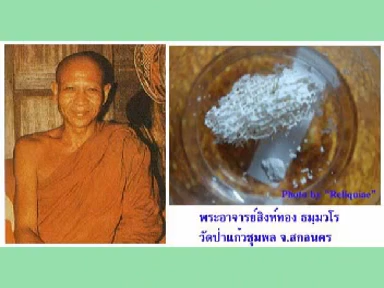 Photo by "Reliquiae"
พระอาจารย์สิงห์ทอง ธมฺมวโร
วัดป่าแก้วชุมพล จ.สกลนคร